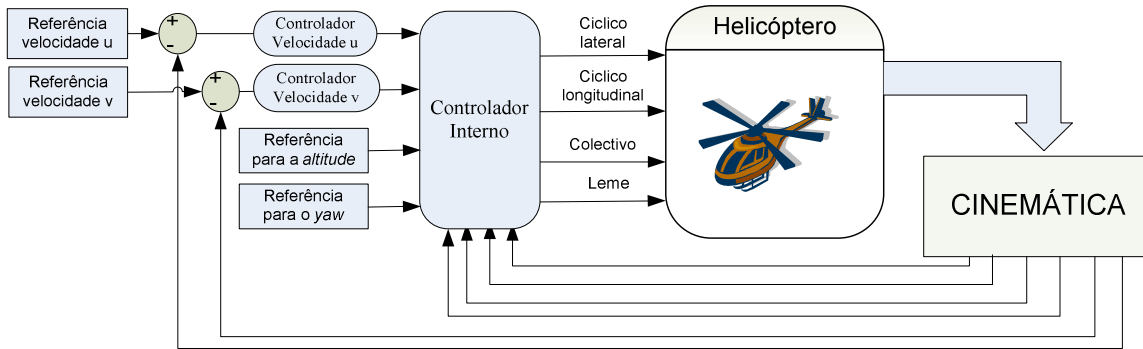 Referência
velocidade u
+
-
Controlador
Velocidade u
Referência
velocidade v
+
-
Controlador
Velocidade v
Referência
para a altitude
Referência
para o yaw
Controlador
Interno
Ciclico
lateral
Ciclico
longitudinal
Colectivo
Leme
Helicóptero
CINEMÁTICA